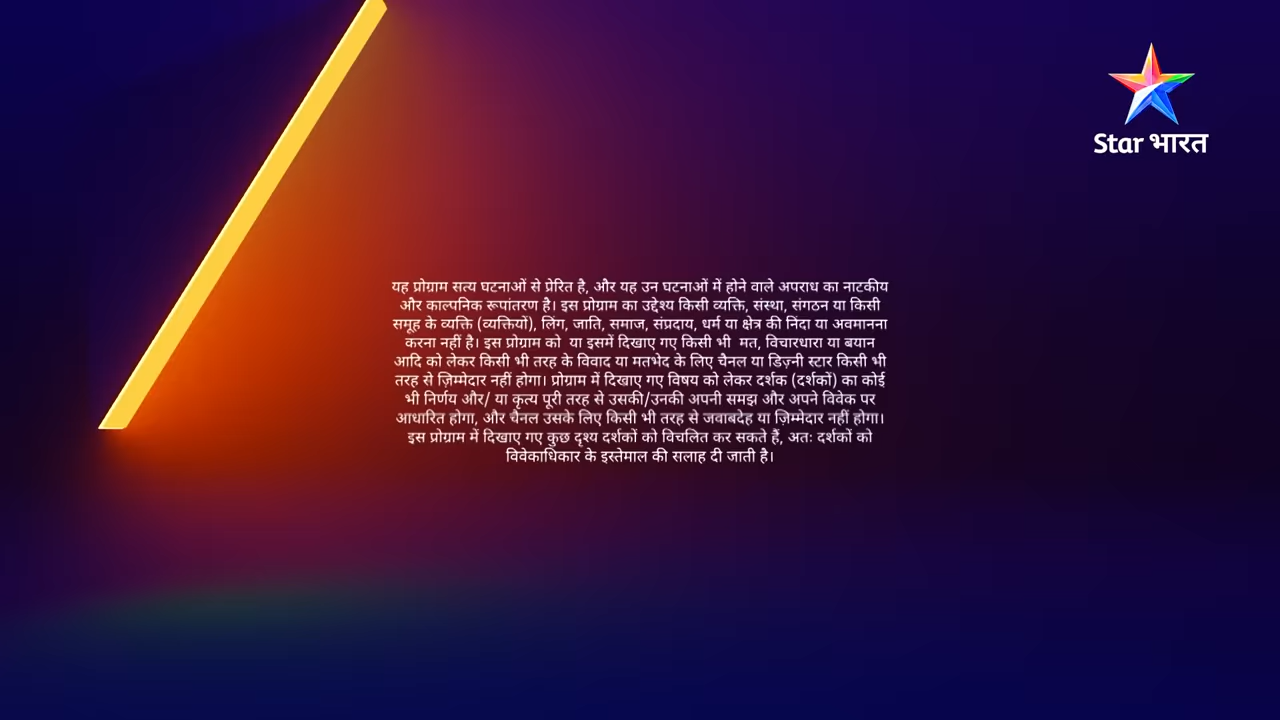 Star भारत
यह प्रोग्राम सत्य घटनाओं से प्रेरित है, और यह उन घटनाओं में होने वाले अपराध का नाटकीय
और काल्पनिक रूपांतरण है। इस प्रोग्राम का उद्देश्य किसी व्यक्ति, संस्था, संगठन या किसी
समूह के व्यक्ति (व्यक्तियों), लिंग, जाति, समाज, संप्रदाय, धर्म या क्षेत्र की निंदा या अवमानना
करना नहीं है। इस प्रोग्राम को या इसमें दिखाए गए किसी भी मत, विचारधारा या बयान
आदि को लेकर किसी भी तरह के विवाद या मतभेद के लिए चैनल या डिज़्नी स्टार किसी भी
तरह से ज़िम्मेदार नहीं होगा। प्रोग्राम में दिखाए गए विषय को लेकर दर्शक (दर्शकों) का कोई
भी निर्णय और/ या कृत्य पूरी तरह से उसकी/उनकी अपनी समझ और अपने विवेक पर
आधारित होगा, और चैनल उसके लिए किसी भी तरह से जवाबदेह या ज़िम्मेदार नहीं होगा।
इस प्रोग्राम में दिखाए गए कुछ दृश्य दर्शकों को विचलित कर सकते हैं, अतः दर्शकों को
विवेकाधिकार के इस्तेमाल की सलाह दी जाती है।